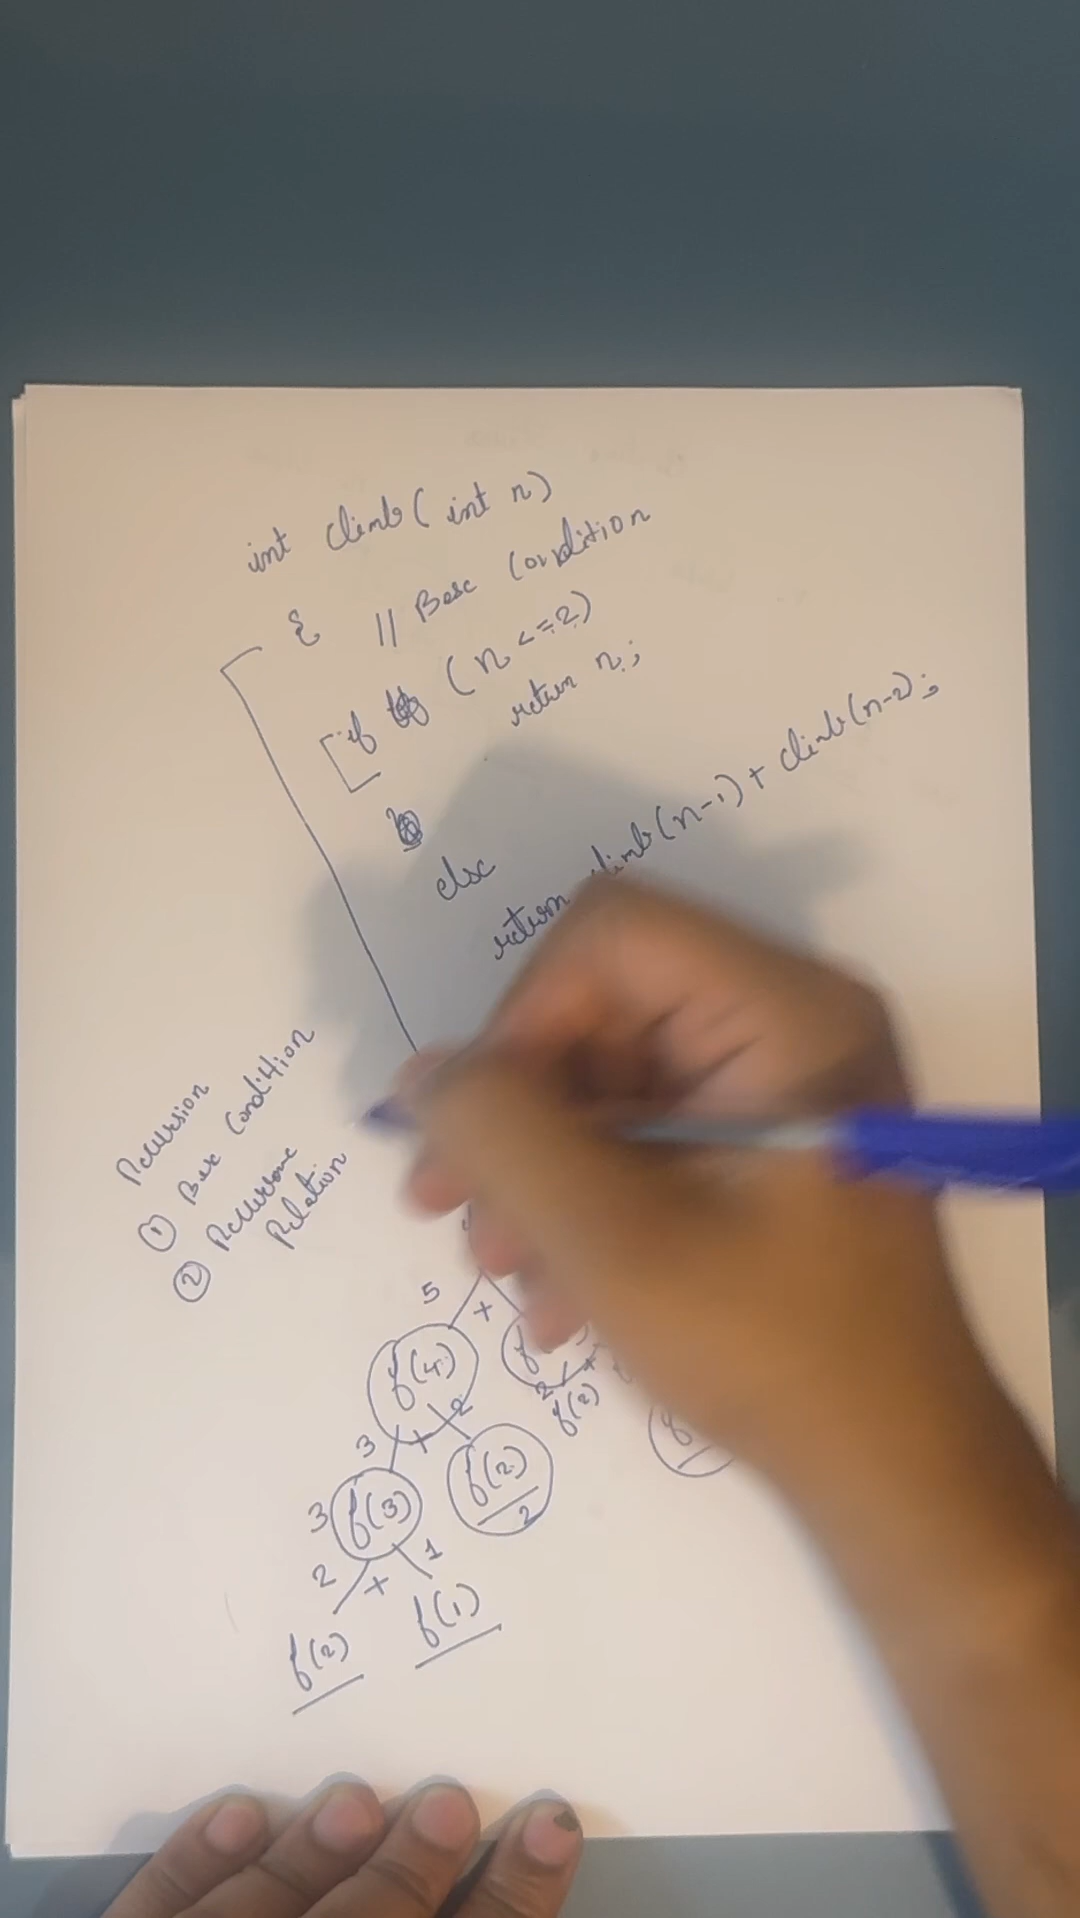 int climb( int n)
{ // Base Condition
if (n <=2)
return n;
else
return climb(n-1) + climb(n-2);
Recursion
① Base Condition
② Recursive
Relation
5 +
f(4)
3 + 2 2 +
f(2)
3 f(3) f(2)
2
2 + 1
f(2) f(1)